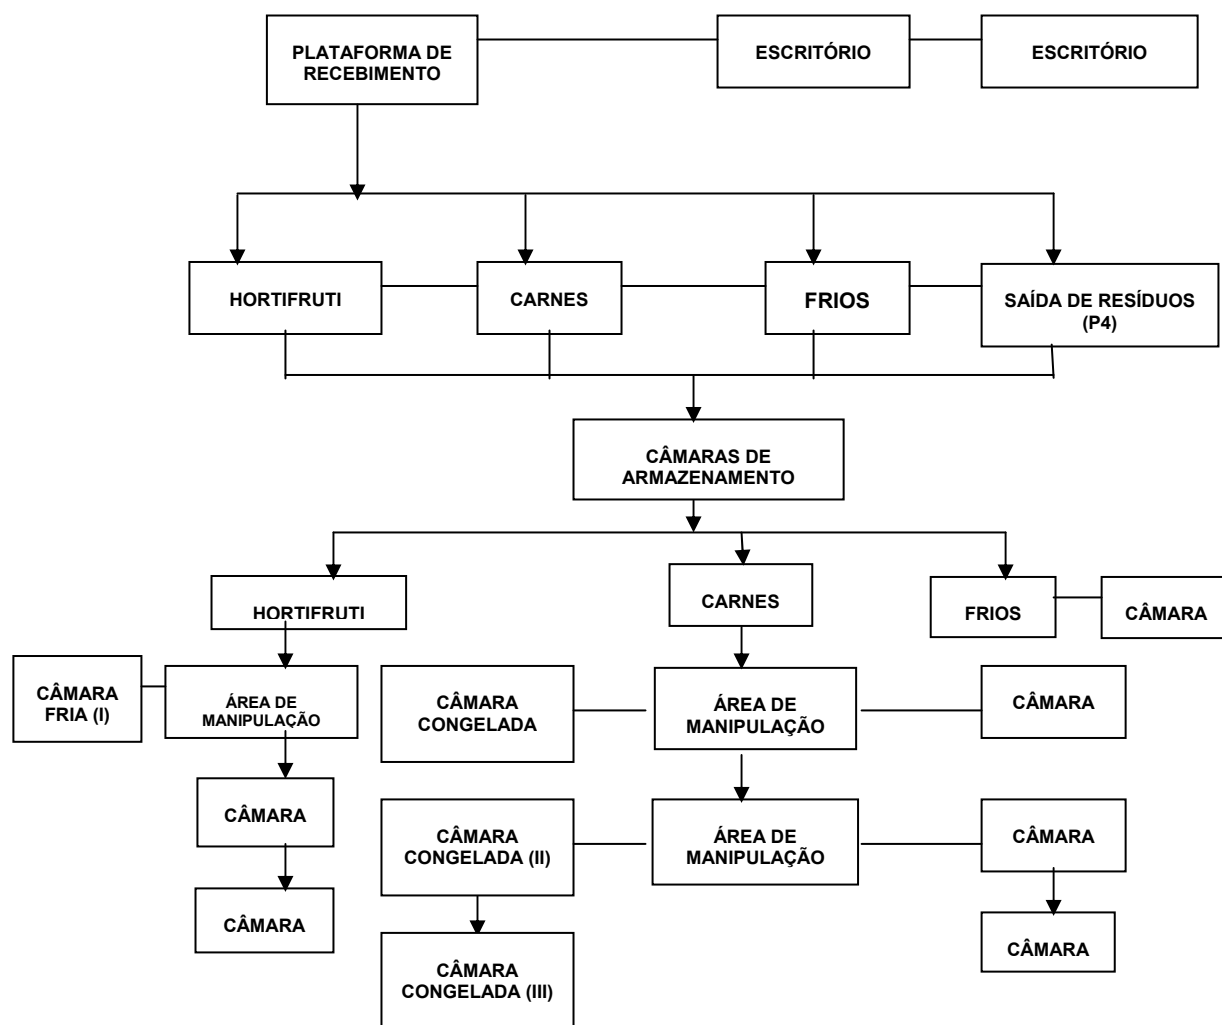 PLATAFORMA DE
RECEBIMENTO
ESCRITÓRIO
ESCRITÓRIO
HORTIFRUTI
CARNES
FRIOS
SAÍDA DE RESÍDUOS
(P4)
CÂMARAS DE
ARMAZENAMENTO
HORTIFRUTI
CARNES
FRIOS
CÂMARA
CÂMARA
FRIA (I)
ÁREA DE
MANIPULAÇÃO
CÂMARA
CONGELADA
ÁREA DE
MANIPULAÇÃO
CÂMARA
CÂMARA
CÂMARA
CONGELADA (II)
ÁREA DE
MANIPULAÇÃO
CÂMARA
CÂMARA
CÂMARA
CONGELADA (III)
CÂMARA